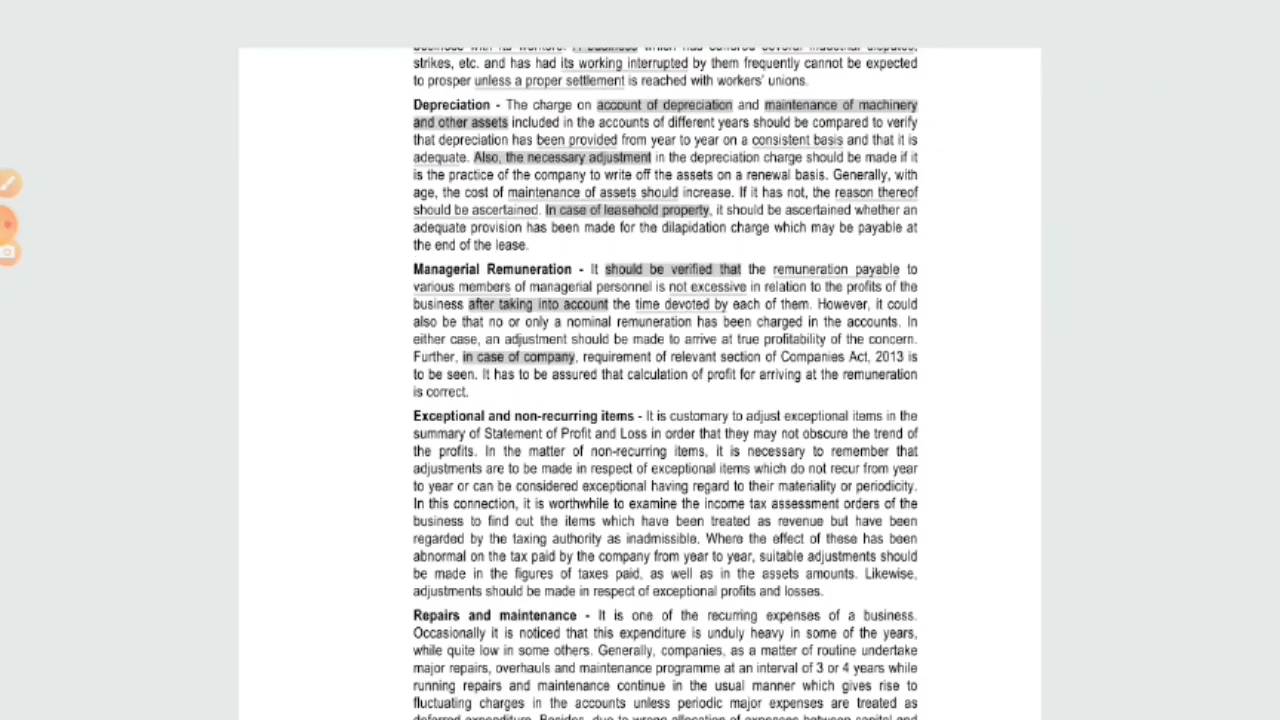 business with its workers. A business which has suffered several industrial disputes,
strikes, etc. and has had its working interrupted by them frequently cannot be expected
to prosper unless a proper settlement is reached with workers' unions.
Depreciation - The charge on account of depreciation and maintenance of machinery
and other assets included in the accounts of different years should be compared to verify
that depreciation has been provided from year to year on a consistent basis and that it is
adequate. Also, the necessary adjustment in the depreciation charge should be made if it
is the practice of the company to write off the assets on a renewal basis. Generally, with
age, the cost of maintenance of assets should increase. If it has not, the reason thereof
should be ascertained. In case of leasehold property, it should be ascertained whether an
adequate provision has been made for the dilapidation charge which may be payable at
the end of the lease.
Managerial Remuneration - It should be verified that the remuneration payable to
various members of managerial personnel is not excessive in relation to the profits of the
business after taking into account the time devoted by each of them. However, it could
also be that no or only a nominal remuneration has been charged in the accounts. In
either case, an adjustment should be made to arrive at true profitability of the concern.
Further, in case of company, requirement of relevant section of Companies Act, 2013 is
to be seen. It has to be assured that calculation of profit for arriving at the remuneration
is correct.
Exceptional and non-recurring items - It is customary to adjust exceptional items in the
summary of Statement of Profit and Loss in order that they may not obscure the trend of
the profits. In the matter of non-recurring items, it is necessary to remember that
adjustments are to be made in respect of exceptional items which do not recur from year
to year or can be considered exceptional having regard to their materiality or periodicity.
In this connection, it is worthwhile to examine the income tax assessment orders of the
business to find out the items which have been treated as revenue but have been
regarded by the taxing authority as inadmissible. Where the effect of these has been
abnormal on the tax paid by the company from year to year, suitable adjustments should
be made in the figures of taxes paid, as well as in the assets amounts. Likewise,
adjustments should be made in respect of exceptional profits and losses.
Repairs and maintenance - It is one of the recurring expenses of a business.
Occasionally it is noticed that this expenditure is unduly heavy in some of the years,
while quite low in some others. Generally, companies, as a matter of routine undertake
major repairs, overhauls and maintenance programme at an interval of 3 or 4 years while
running repairs and maintenance continue in the usual manner which gives rise to
fluctuating charges in the accounts unless periodic major expenses are treated as
deferred expenditure. Besides, due to wrong allocation of expenses between capital and